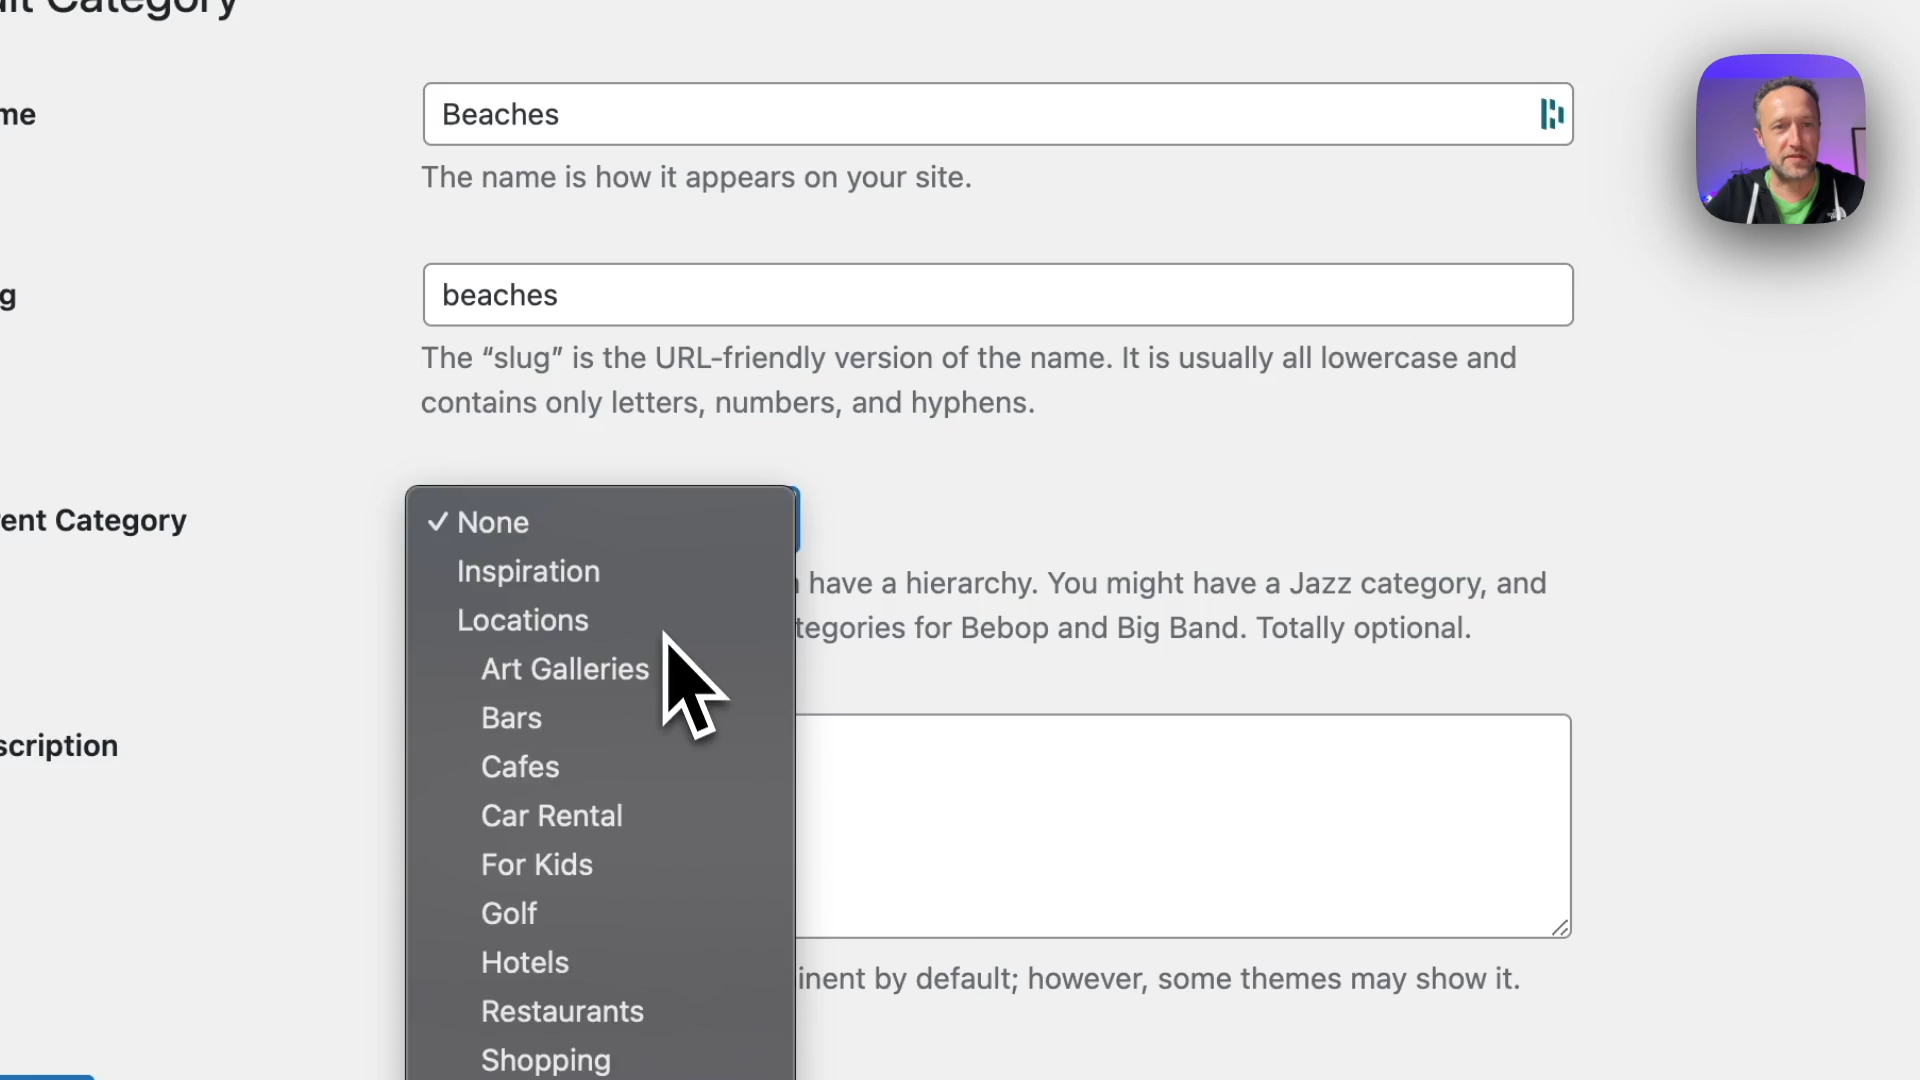 Category
Beaches
The name is how it appears on your site.
beaches
The “slug” is the URL-friendly version of the name. It is usually all lowercase and
contains only letters, numbers, and hyphens.
Category
✓ None
Inspiration
have a hierarchy. You might have a Jazz category, and
Locations
tegories for Bebop and Big Band. Totally optional.
Art Galleries
Bars
scription
Cafes
Car Rental
For Kids
Golf
Hotels
inent by default; however, some themes may show it.
Restaurants
Shopping